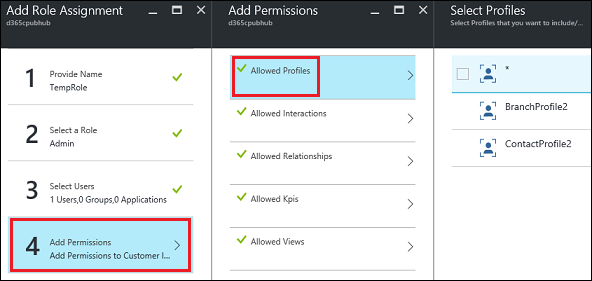 Add Role Assignment
d365cpubhub
1 Provide Name
TempRole
2 Select a Role
Admin
3 Select Users
1 Users,0 Groups,0 Applications
4 Add Permissions
Add Permissions to Customer I...
Add Permissions
d365cpubhub
Allowed Profiles
Allowed Interactions
Allowed Relationships
Allowed Kpis
Allowed Views
Select Profiles
Select Profiles that you want to include/...
*
BranchProfile2
ContactProfile2